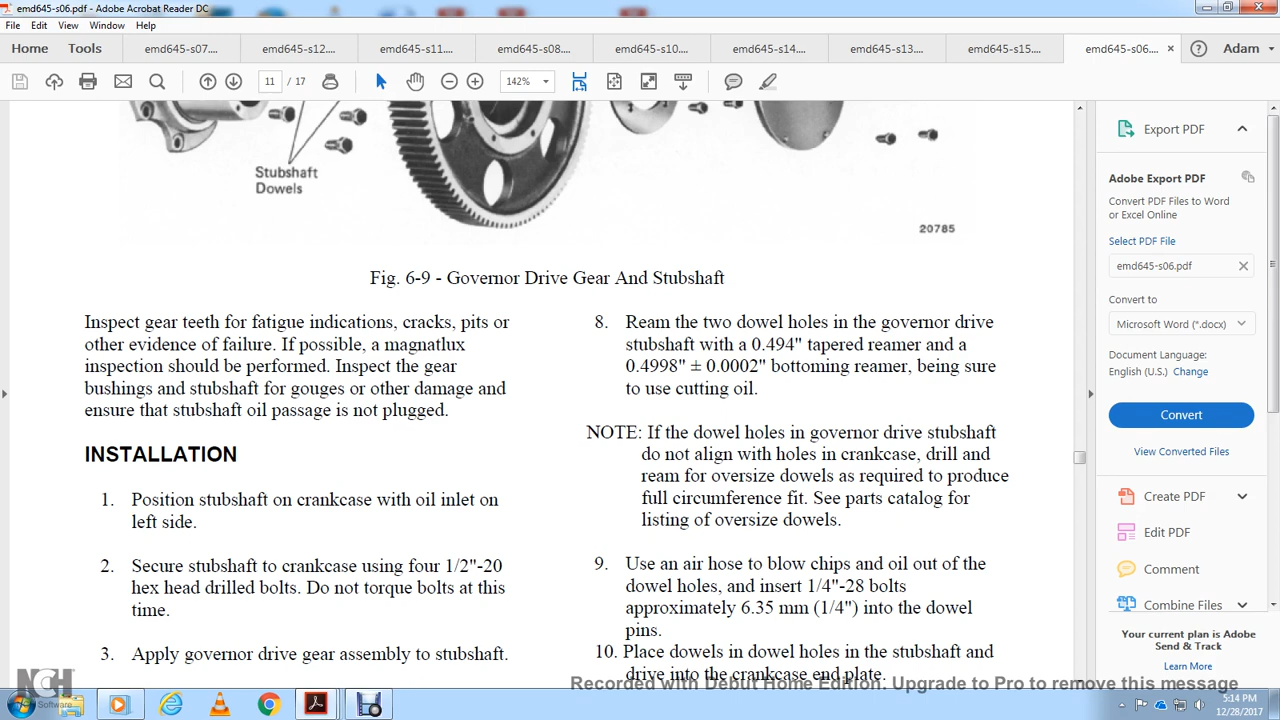 emd645-s06.pdf - Adobe Acrobat Reader DC
File Edit View Window Help
Home Tools emd645-s07.... emd645-s12.... emd645-s11.... emd645-s08.... emd645-s10.... emd645-s14.... emd645-s13.... emd645-s15.... emd645-s06.... Adam
11 / 17 142%
Stubshaft
Dowels
20785
Fig. 6-9 - Governor Drive Gear And Stubshaft
Inspect gear teeth for fatigue indications, cracks, pits or
other evidence of failure. If possible, a magnatlux
inspection should be performed. Inspect the gear
bushings and stubshaft for gouges or other damage and
ensure that stubshaft oil passage is not plugged.
INSTALLATION
1. Position stubshaft on crankcase with oil inlet on
left side.
2. Secure stubshaft to crankcase using four 1/2"-20
hex head drilled bolts. Do not torque bolts at this
time.
3. Apply governor drive gear assembly to stubshaft.
8. Ream the two dowel holes in the governor drive
stubshaft with a 0.494" tapered reamer and a
0.4998" ± 0.0002" bottoming reamer, being sure
to use cutting oil.
NOTE: If the dowel holes in governor drive stubshaft
do not align with holes in crankcase, drill and
ream for oversize dowels as required to produce
full circumference fit. See parts catalog for
listing of oversize dowels.
9. Use an air hose to blow chips and oil out of the
dowel holes, and insert 1/4"-28 bolts
approximately 6.35 mm (1/4") into the dowel
pins.
10. Place dowels in dowel holes in the stubshaft and
drive into the crankcase end plate.
Export PDF
Adobe Export PDF
Convert PDF Files to Word
or Excel Online
Select PDF File
emd645-s06.pdf
Convert to
Microsoft Word (*.docx)
Document Language:
English (U.S.) Change
Convert
View Converted Files
Create PDF
Edit PDF
Comment
Combine Files
Your current plan is Adobe
Send & Track
Learn More
NCH
Software
Recorded with Debut Home Edition: Upgrade to Pro to remove this message
5:14 PM
12/28/2017